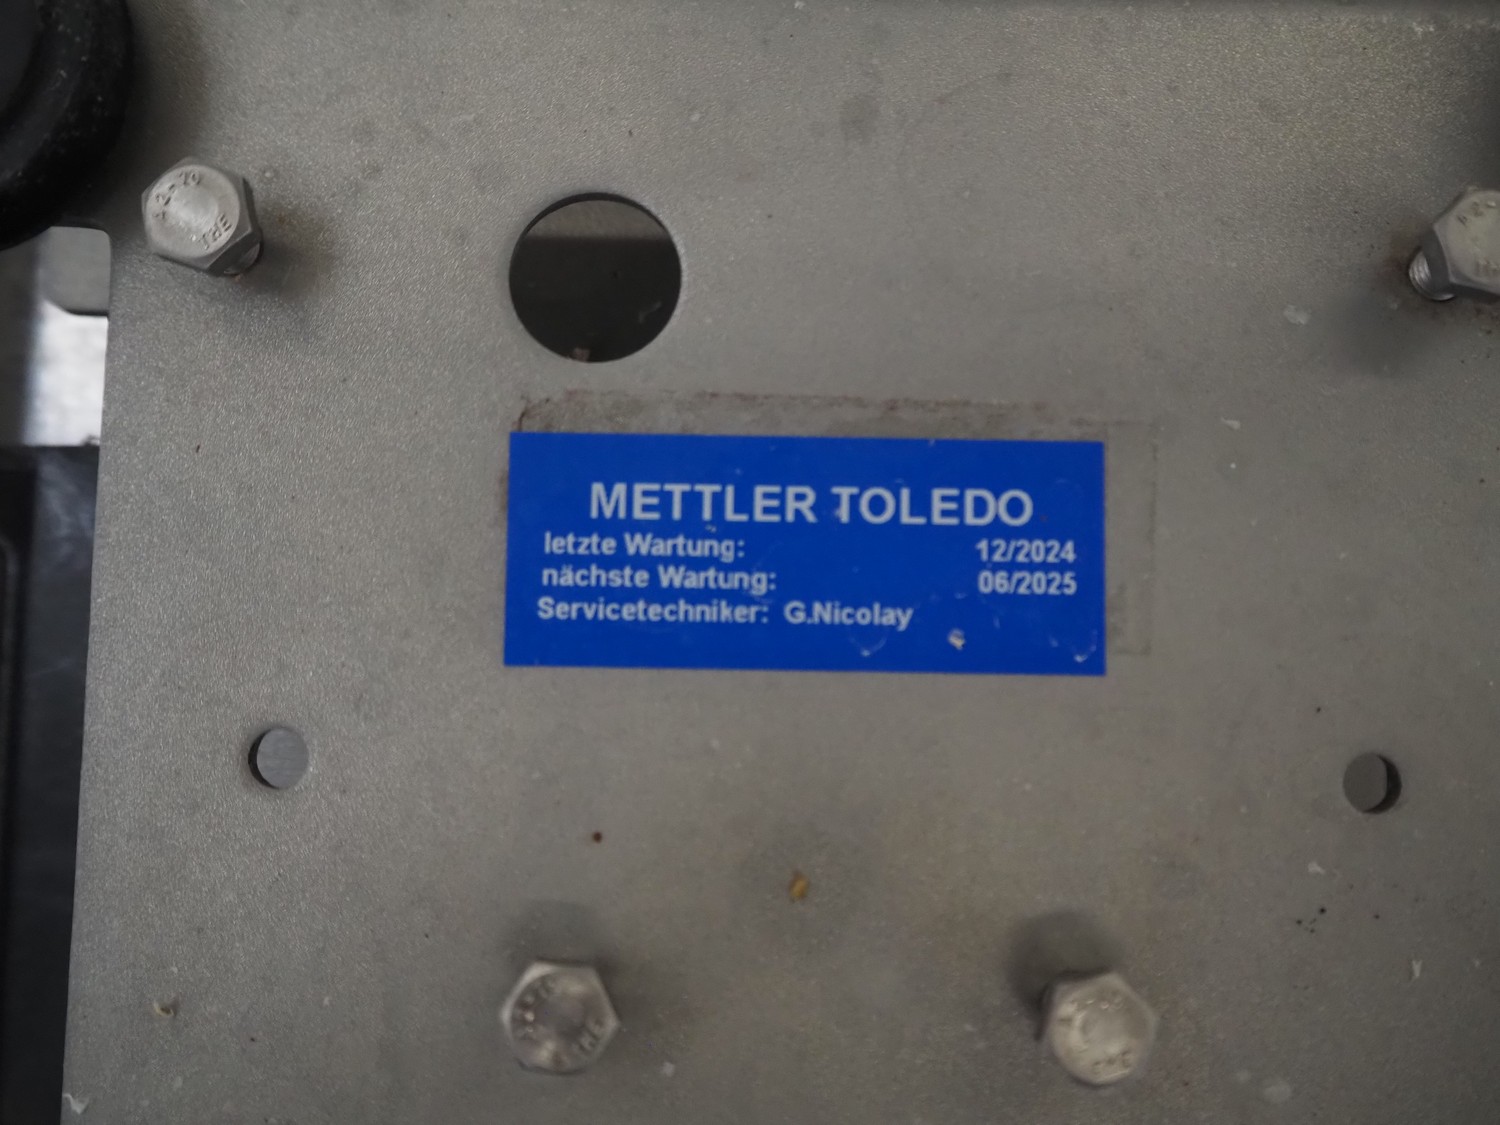 METTLER TOLEDO
letzte Wartung: 12/2024
nächste Wartung: 06/2025
Servicetechniker: G.Nicolay